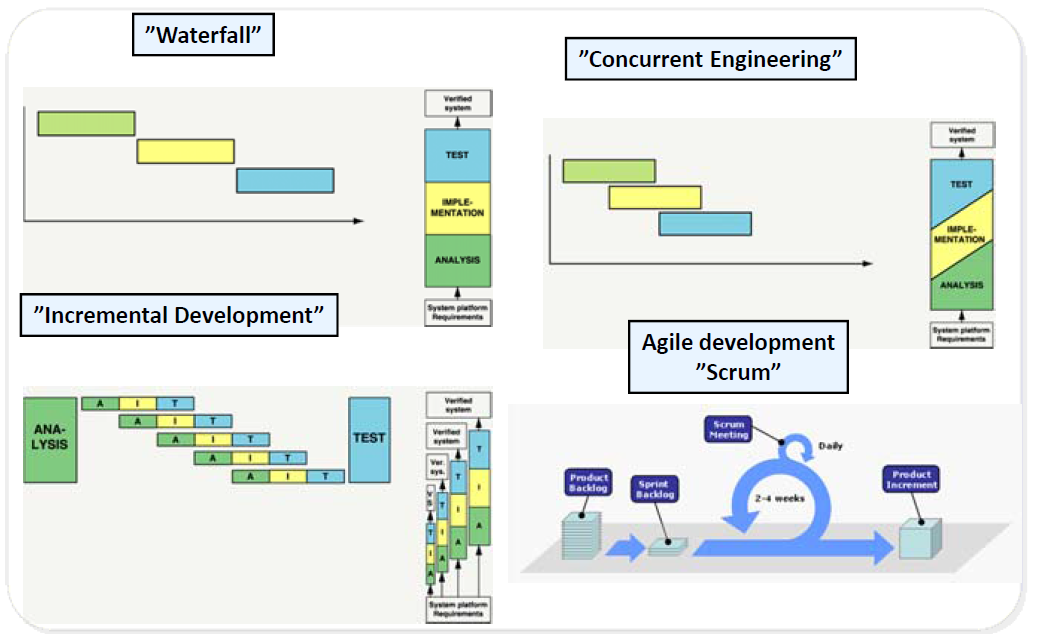 ”Waterfall”
Verified
system
TEST
IMPLE-
MENTATION
ANALYSIS
System platform
Requirements
”Concurrent Engineering”
Verified
system
TEST
IMPLE-
MENTATION
ANALYSIS
System platform
Requirements
”Incremental Development”
ANA-
LYSIS
A I T
A I T
A I T
A I T
A I T
TEST
Verified
system
Verified
system
Ver.
sys.
V
S
T
I
A
T
I
A
T
I
A
T
I
A
System platform
Requirements
Agile development
”Scrum”
Scrum
Meeting
Daily
Product
Backlog
Sprint
Backlog
2-4 weeks
Product
Increment